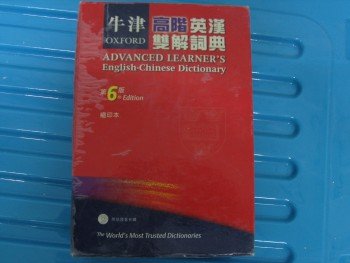 牛津 高階英漢
OXFORD 雙解詞典
ADVANCED LEARNER'S
English-Chinese Dictionary
第6版
th Edition
縮印本
The World's Most Trusted Dictionaries